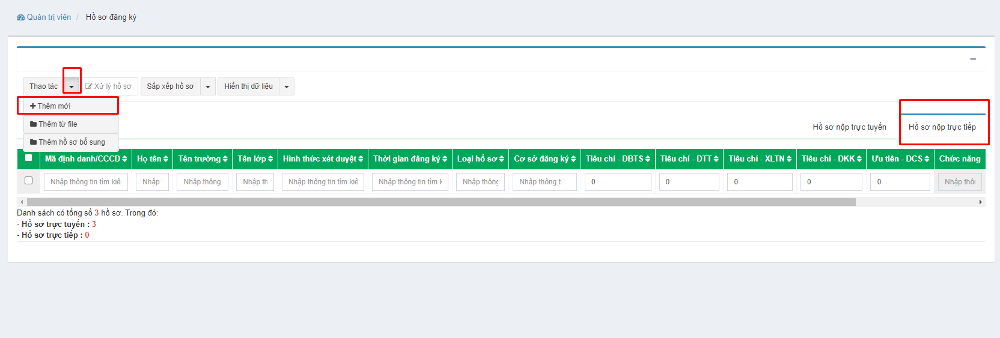 Quản trị viên / Hồ sơ đăng ký
Thao tác Xử lý hồ sơ Sắp xếp hồ sơ Hiển thị dữ liệu
Thêm mới
Thêm từ file
Thêm hồ sơ bổ sung
Hồ sơ nộp trực tuyến Hồ sơ nộp trực tiếp
Mã định danh/CCCD Họ tên Tên trường Tên lớp Hình thức xét duyệt Thời gian đăng ký Loại hồ sơ Cơ sở đăng ký Tiêu chí - DBTS Tiêu chí - DTT Tiêu chí - XLTN Tiêu chí - DKK Ưu tiên - DCS Chức năng
Nhập thông tin tìm kiế Nhập Nhập thông Nhập th Nhập thông tin tìm kiế Nhập thông tin tìm k Nhập thông Nhập thông ti 0 0 0 0 0 Nhập thôn
Danh sách có tổng số 3 hồ sơ. Trong đó:
- Hồ sơ trực tuyến : 3
- Hồ sơ trực tiếp : 0